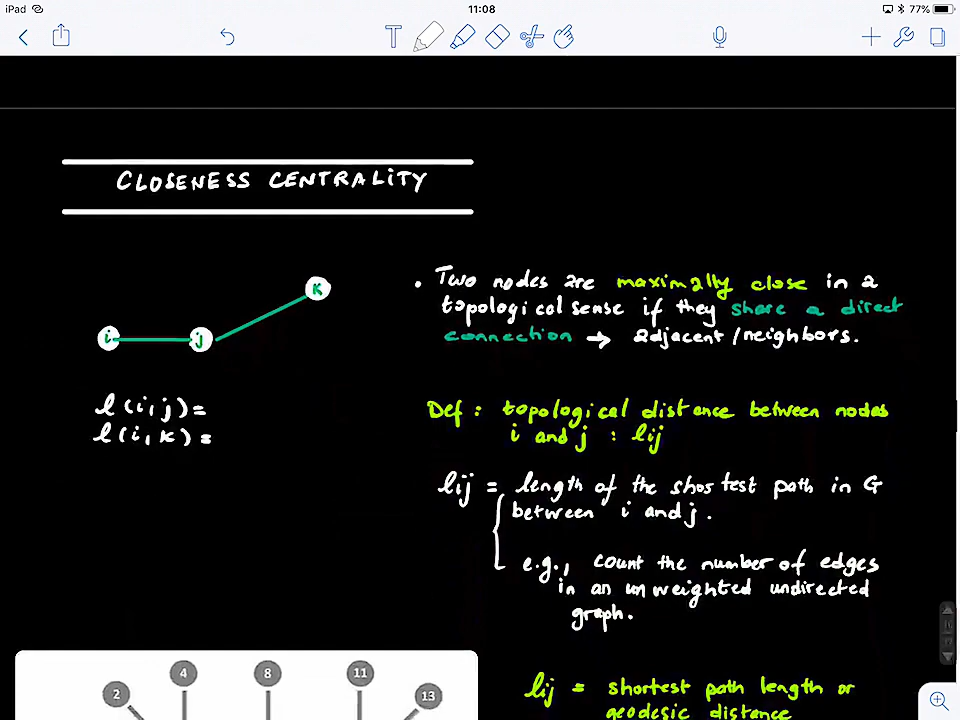 iPad
11:08
77%
T
CLOSENESS CENTRALITY
k
i
j
l(i,j)=
l(i,k)=
• Two nodes are maximally close in a
topological sense if they share a direct
connection → adjacent/neighbors.
Def : topological distance between nodes
i and j : lij
lij = length of the shortest path in G
between i and j.
e.g., count the number of edges
in an unweighted undirected
graph.
lij = shortest path length or
geodesic distance
4
8
11
2
13